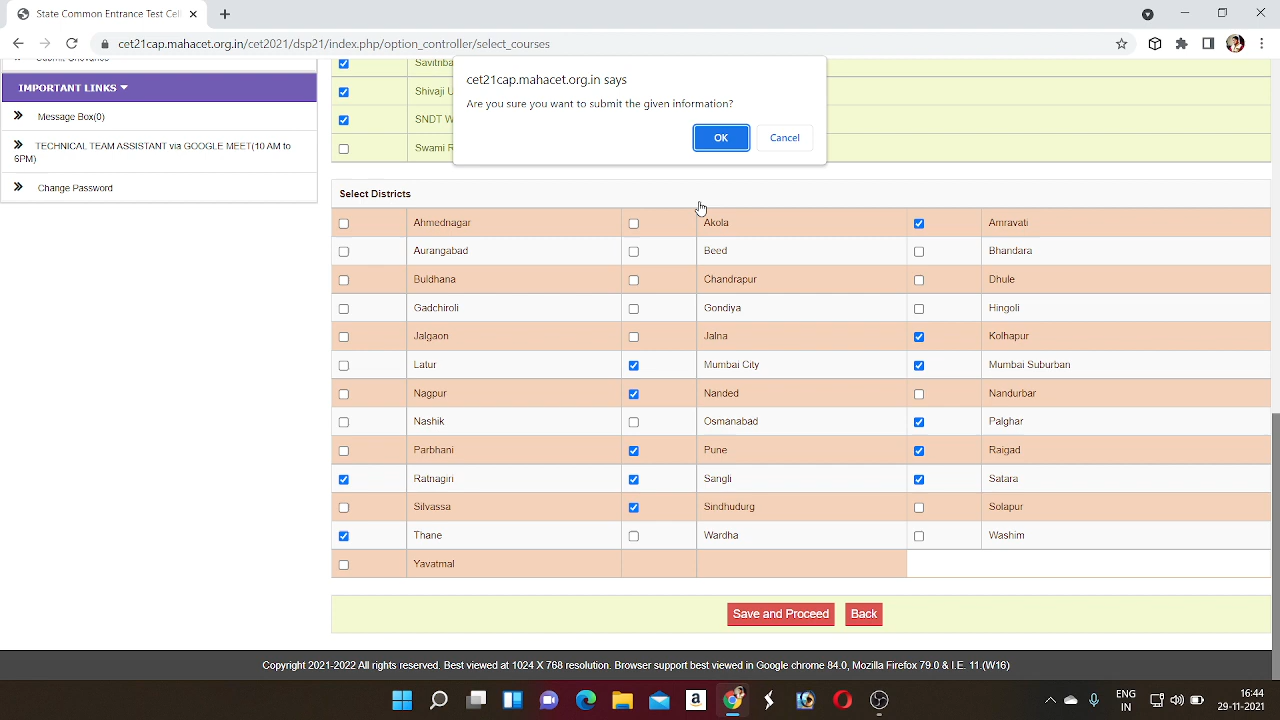 State Common Entrance Test Cel
cet21cap.mahacet.org.in/cet2021/dsp21/index.php/option_controller/select_courses
Submit Grievance
IMPORTANT LINKS
Message Box(0)
TECHNICAL TEAM ASSISTANT via GOOGLE MEET(10 AM to
6PM)
Change Password
Savitriba
Shivaji U
SNDT W
Swami R
cet21cap.mahacet.org.in says
Are you sure you want to submit the given information?
OK Cancel
Select Districts
Ahmednagar Akola Amravati
Aurangabad Beed Bhandara
Buldhana Chandrapur Dhule
Gadchiroli Gondiya Hingoli
Jalgaon Jalna Kolhapur
Latur Mumbai City Mumbai Suburban
Nagpur Nanded Nandurbar
Nashik Osmanabad Palghar
Parbhani Pune Raigad
Ratnagiri Sangli Satara
Silvassa Sindhudurg Solapur
Thane Wardha Washim
Yavatmal
Save and Proceed Back
Copyright 2021-2022 All rights reserved. Best viewed at 1024 X 768 resolution. Browser support best viewed in Google chrome 84.0, Mozilla Firefox 79.0 & I.E. 11.(W16)
ENG 16:44
IN 29-11-2021